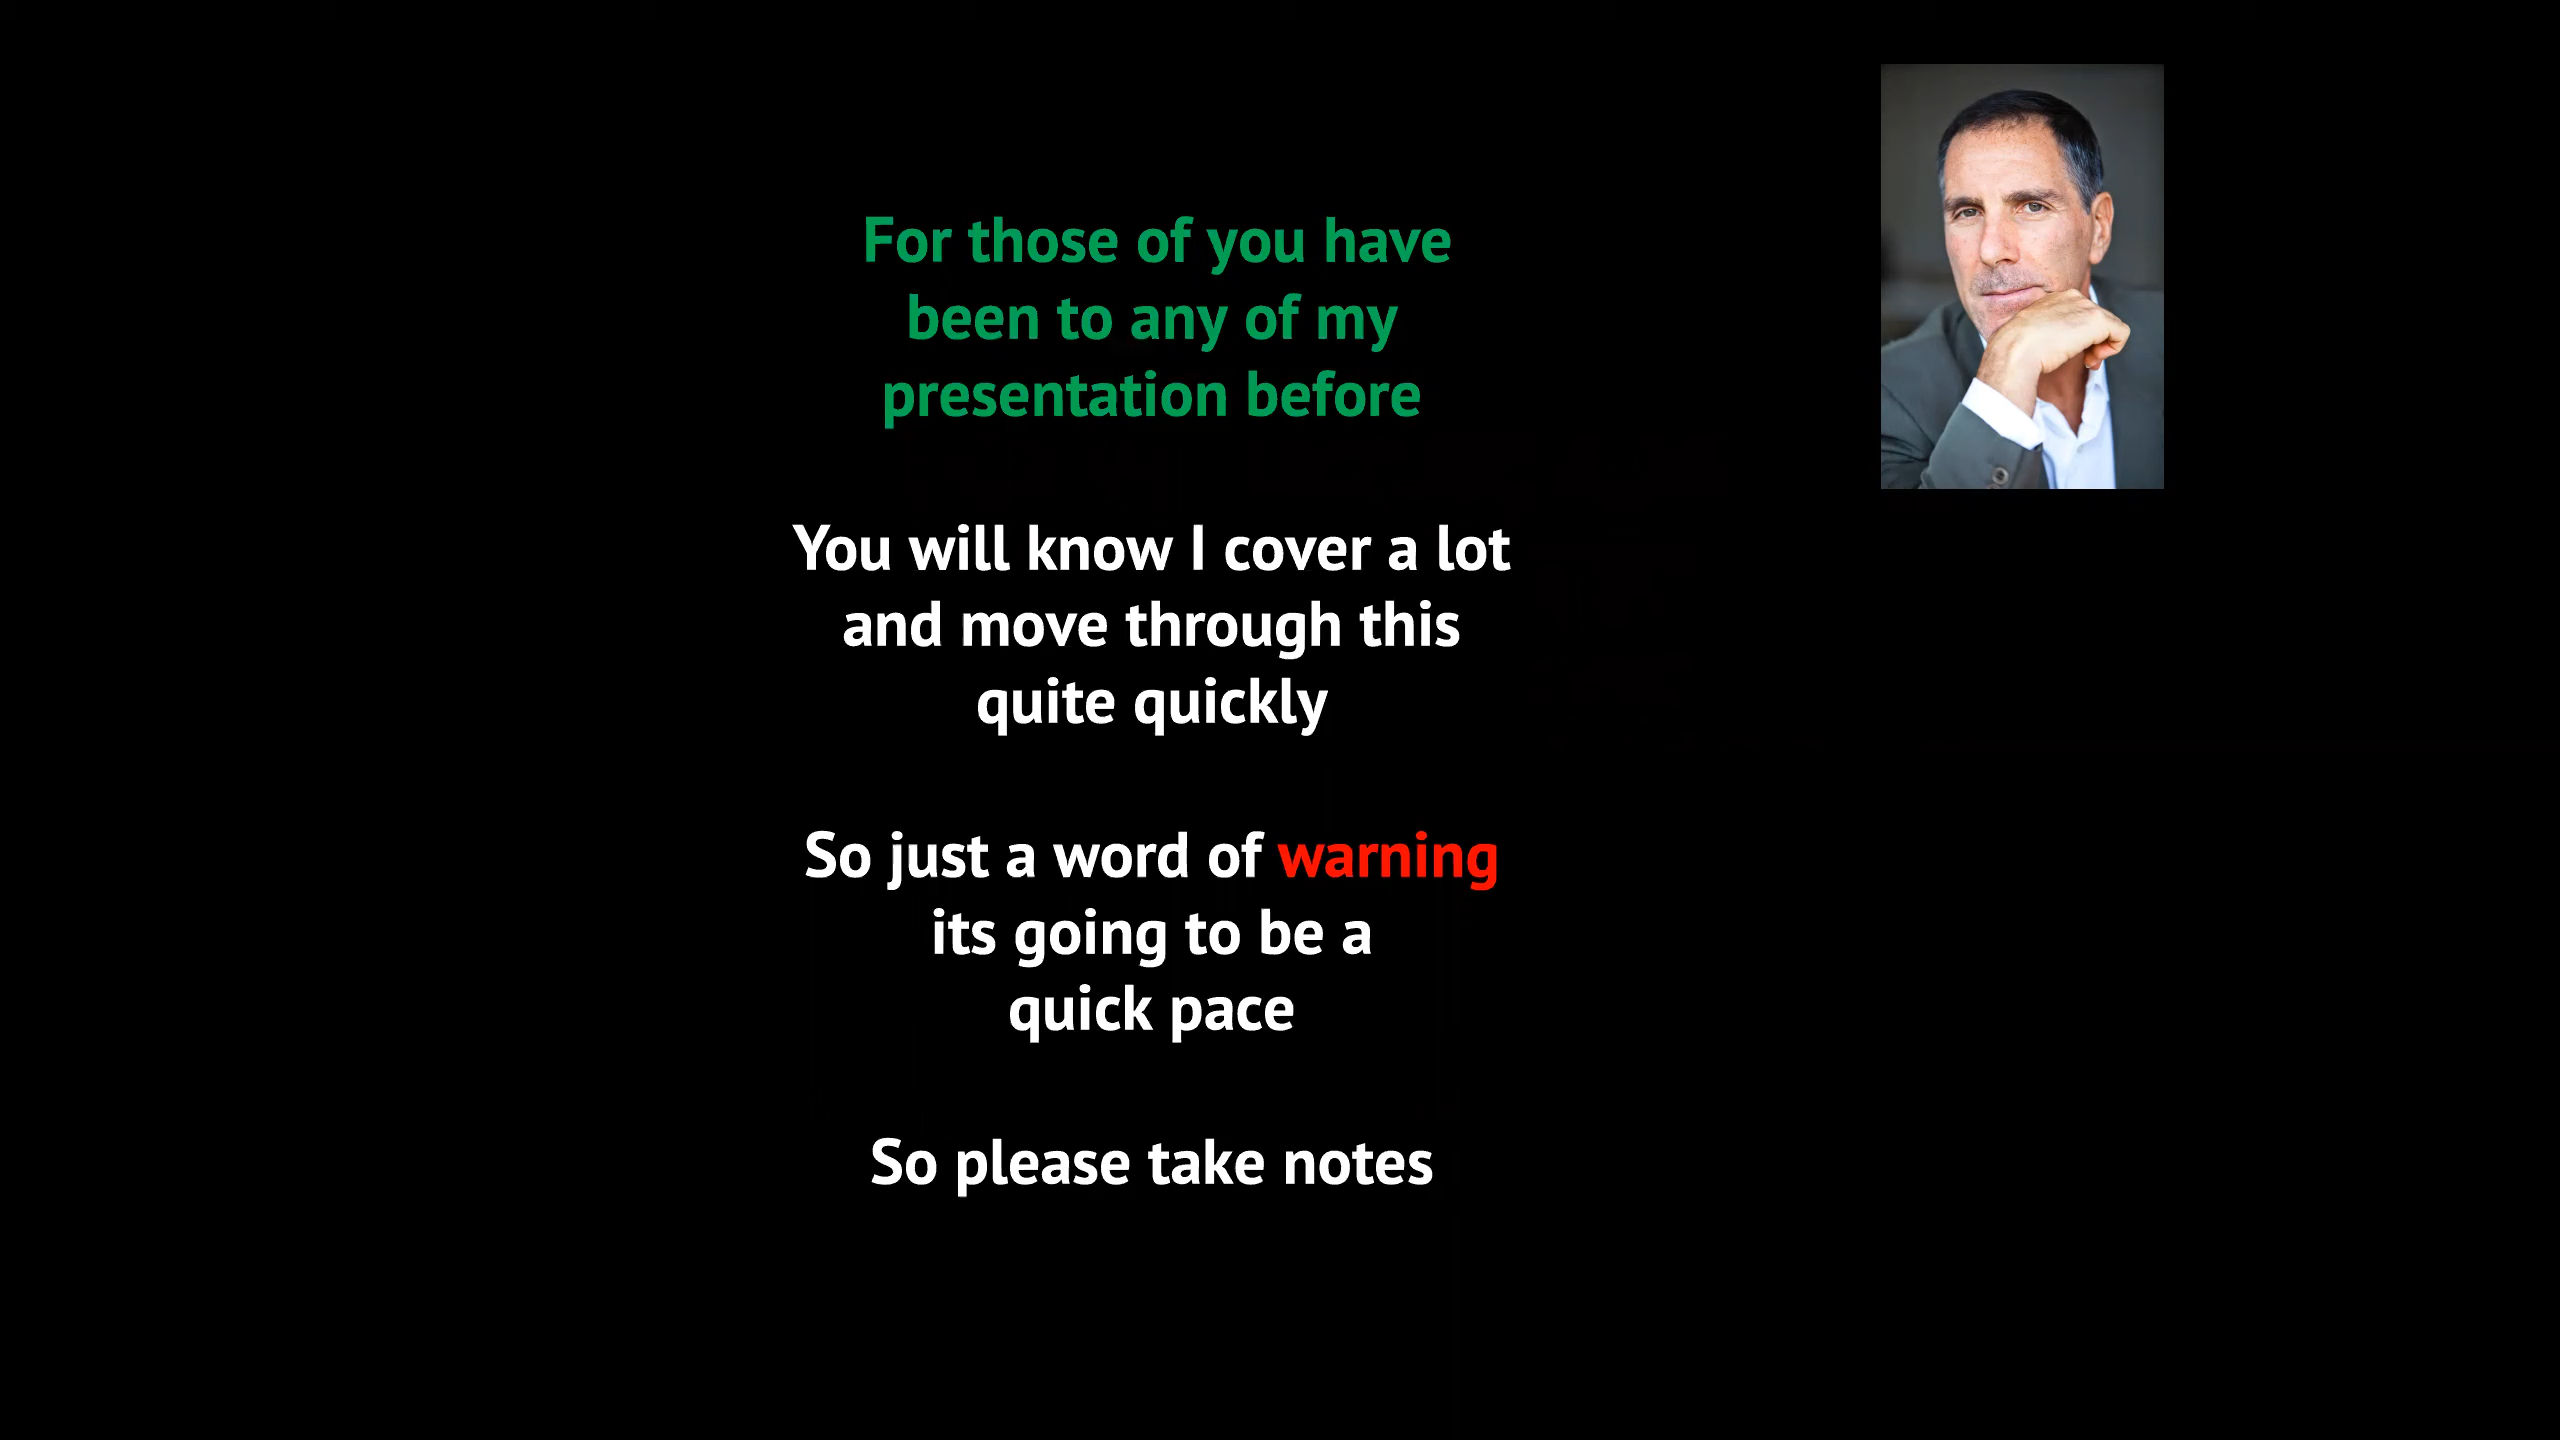 For those of you have
been to any of my
presentation before
You will know I cover a lot
and move through this
quite quickly
So just a word of warning
its going to be a
quick pace
So please take notes